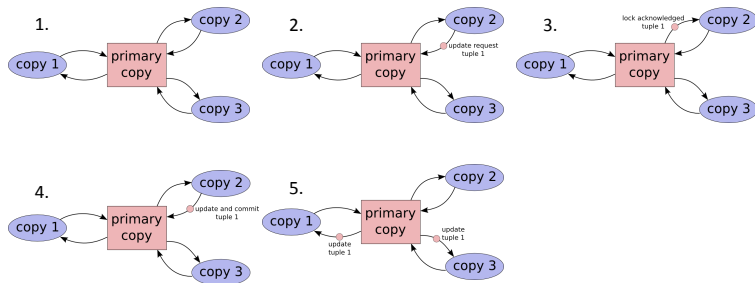 1.
copy 2
copy 1
primary
copy
copy 3
2.
copy 2
update request
tuple 1
copy 1
primary
copy
copy 3
3.
lock acknowledged
tuple 1
copy 2
copy 1
primary
copy
copy 3
4.
copy 2
update and commit
tuple 1
copy 1
primary
copy
copy 3
5.
copy 2
copy 1
primary
copy
update
tuple 1
update
tuple 1
copy 3